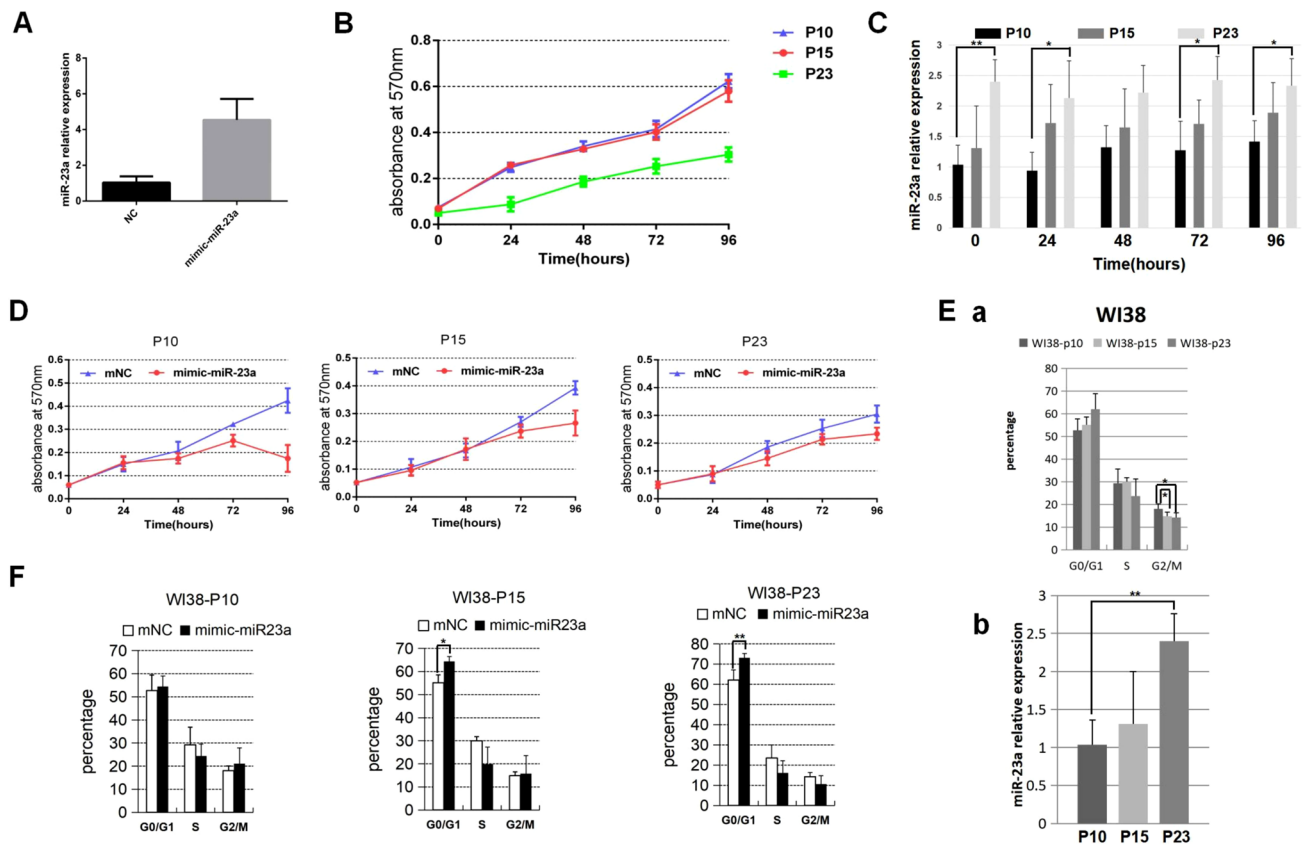 A
miR-23a relative expression
8
6
4
2
0
NC
mimic-miR-23a
B
absorbance at 570nm
0.8
0.6
0.4
0.2
0.0
0 24 48 72 96
Time(hours)
P10
P15
P23
C
P10 P15 P23
miR-23a relative expression
3
2.5
2
1.5
1
0.5
0
** * * *
0 24 48 72 96
Time(hours)
D
P10
mNC mimic-miR-23a
absorbance at 570nm
0.6
0.5
0.4
0.3
0.2
0.1
0.0
0 24 48 72 96
Time(hours)
P15
mNC mimic-miR-23a
absorbance at 570nm
0.5
0.4
0.3
0.2
0.1
0.0
0 24 48 72 96
Time(hours)
P23
mNC mimic-miR-23a
absorbance at 570nm
0.5
0.4
0.3
0.2
0.1
0.0
0 24 48 72 96
Time(hours)
E a
WI38
WI38-p10 WI38-p15 WI38-p23
percentage
80
70
60
50
40
30
20
10
0
*
*
G0/G1 S G2/M
b
miR-23a relative expression
3
2.5
2
1.5
1
0.5
0
**
P10 P15 P23
F
WI38-P10
mNC mimic-miR23a
percentage
70
60
50
40
30
20
10
0
G0/G1 S G2/M
WI38-P15
mNC mimic-miR23a
percentage
70
60
50
40
30
20
10
0
*
G0/G1 S G2/M
WI38-P23
mNC mimic-miR23a
percentage
80
70
60
50
40
30
20
10
0
**
G0/G1 S G2/M